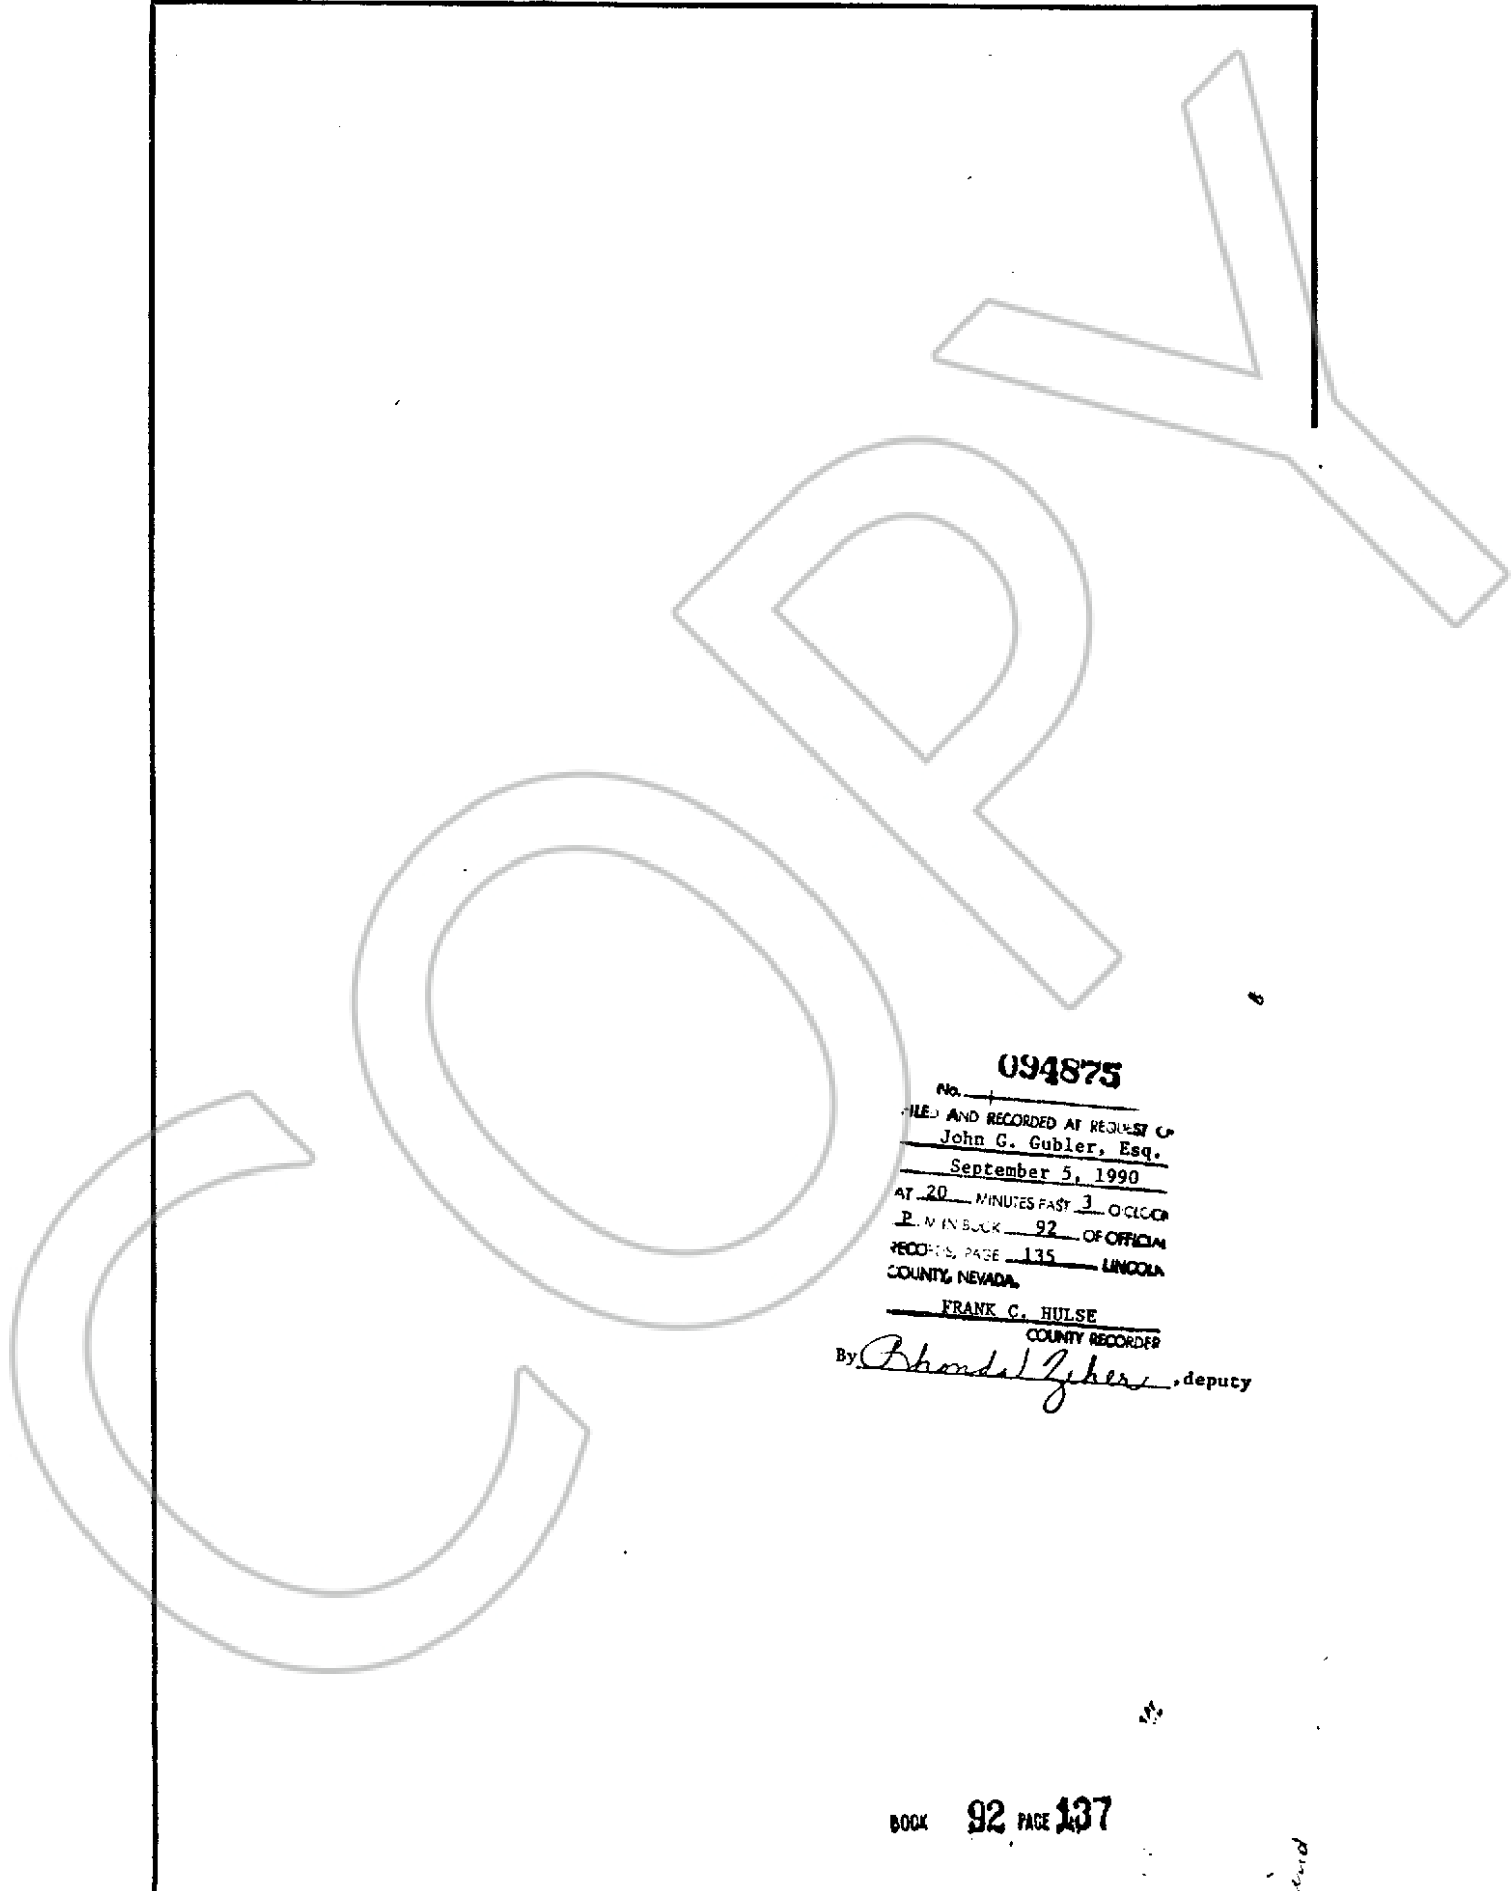 COPY
094875
No.
FILED AND RECORDED AT REQUEST OF
John G. Gubler, Esq.
September 5, 1990
AT 20 MINUTES PAST 3 O'CLOCK
P. M IN BOOK 92 OF OFFICIAL
RECORDS, PAGE 135 LINCOLN
COUNTY, NEVADA.
FRANK C. HULSE
COUNTY RECORDER
By , deputy
BOOK 92 PAGE 137